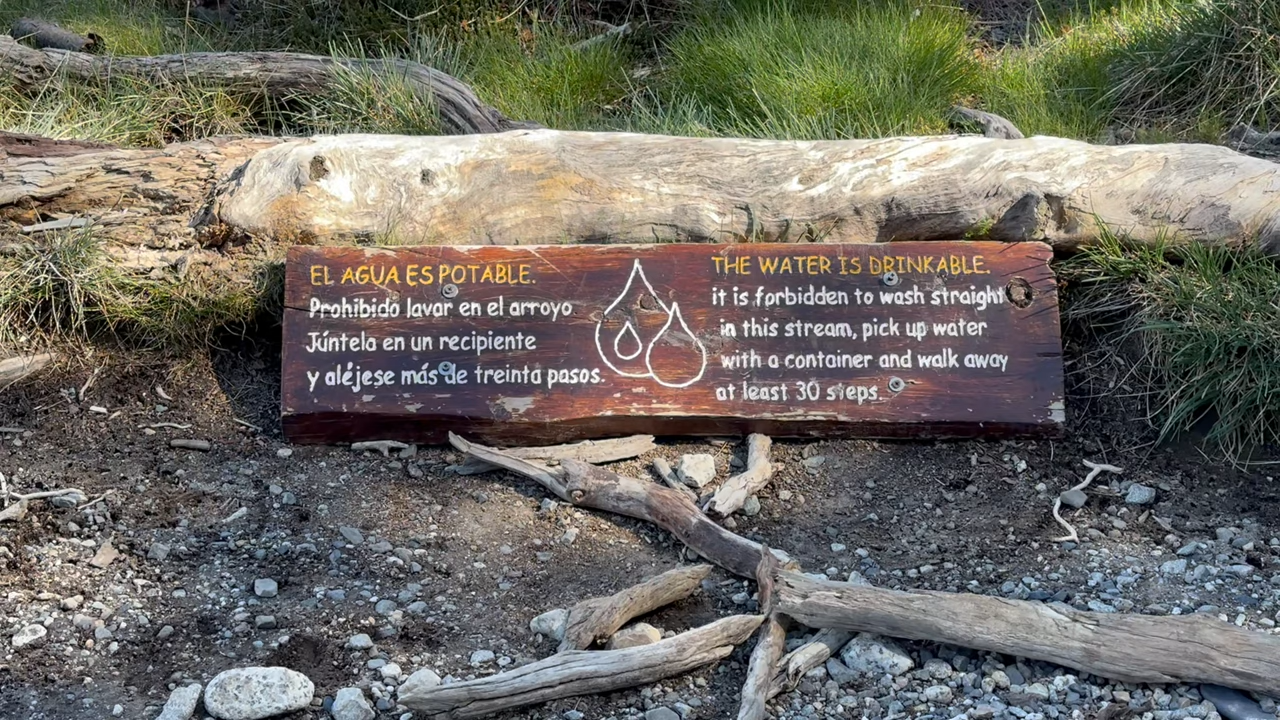 EL AGUA ES POTABLE.
Prohibido lavar en el arroyo
Júntela en un recipiente
y aléjese más de treinta pasos.
THE WATER IS DRINKABLE.
it is forbidden to wash straight
in this stream, pick up water
with a container and walk away
at least 30 steps.